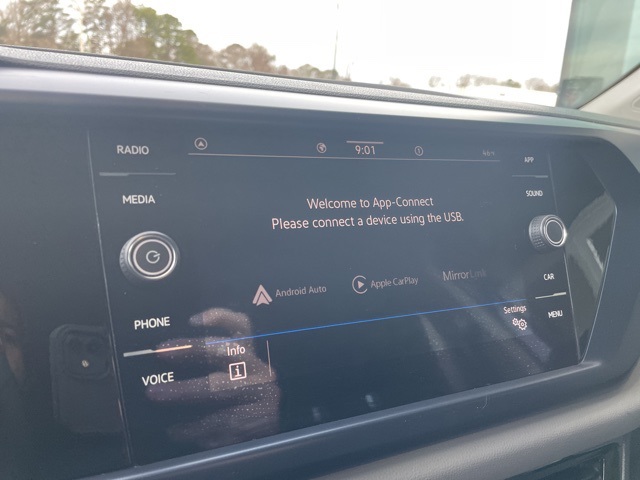 RADIO
9:01
APP
MEDIA
SOUND
Welcome to App-Connect
Please connect a device using the USB.
Android Auto
Apple CarPlay
MirrorLink
CAR
PHONE
MENU
Settings
Info
i
VOICE